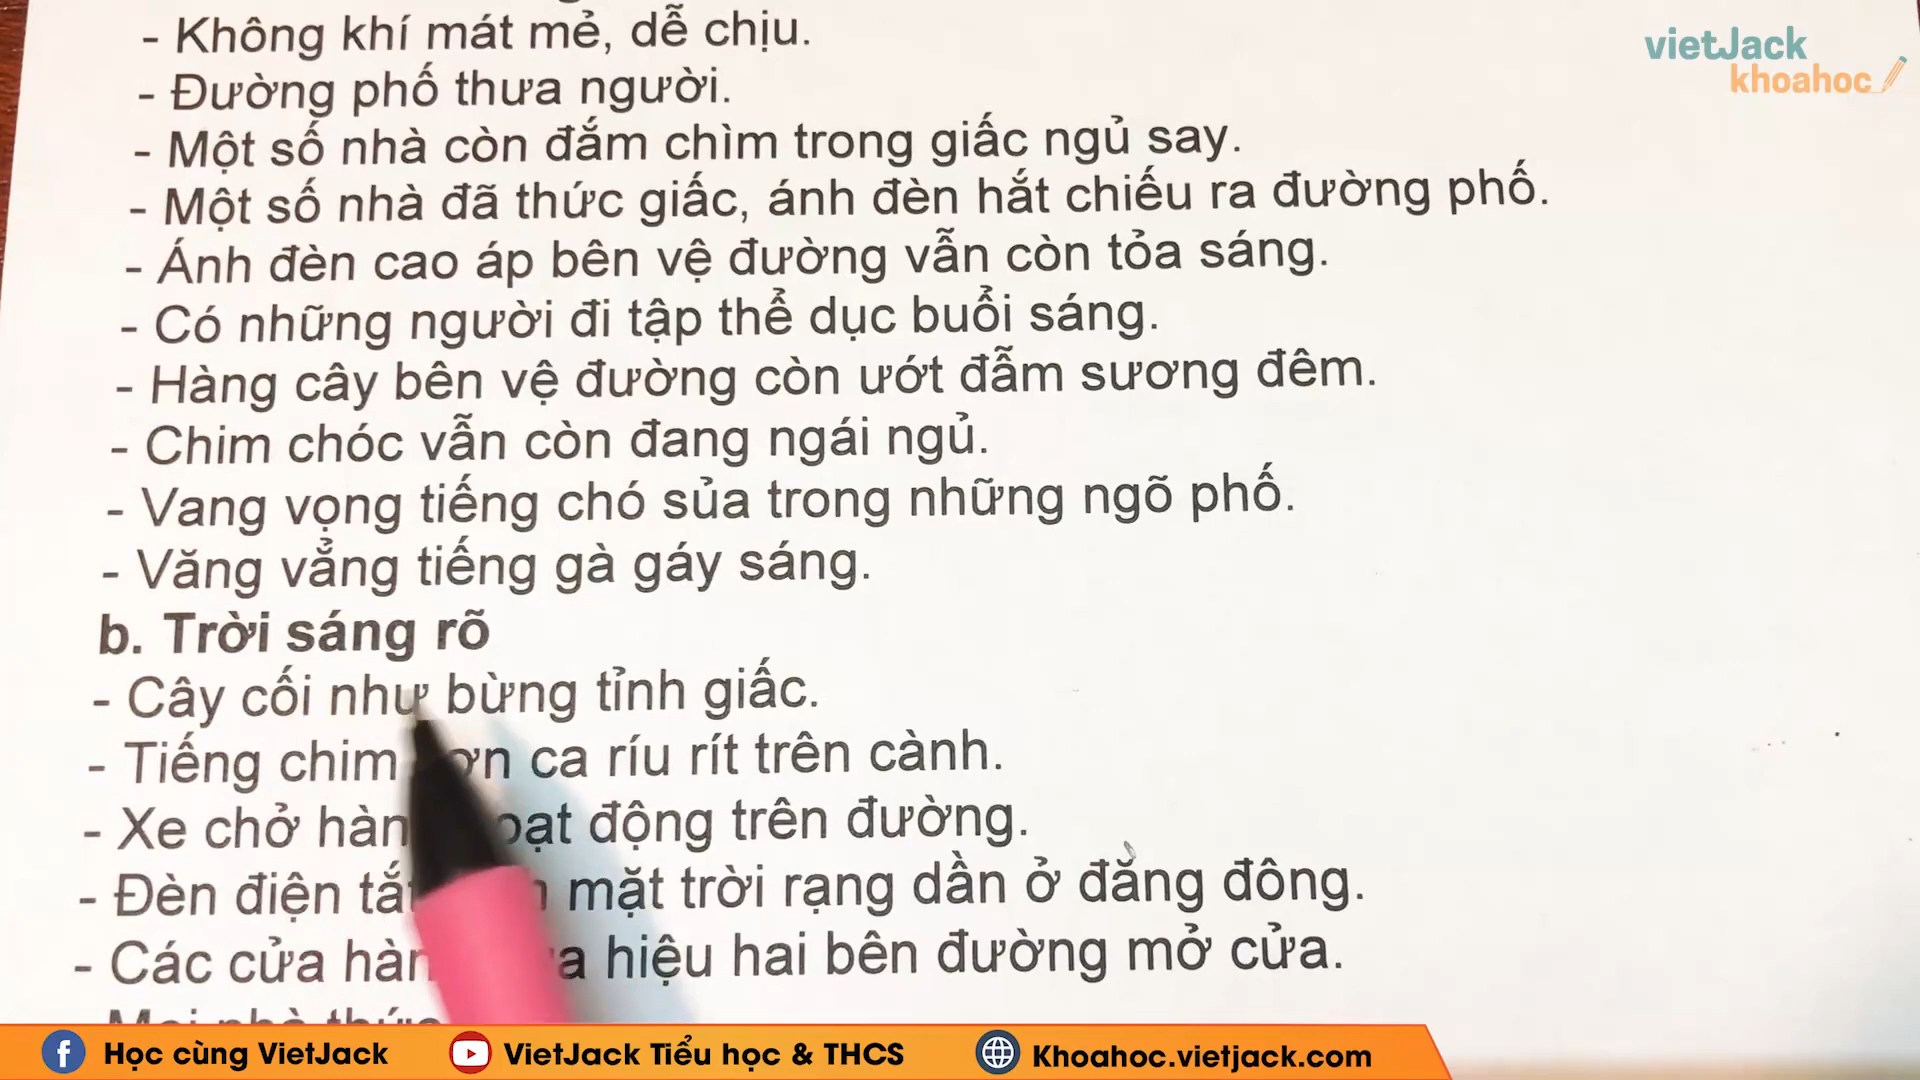 - Không khí mát mẻ, dễ chịu.
- Đường phố thưa người.
- Một số nhà còn đắm chìm trong giấc ngủ say.
- Một số nhà đã thức giấc, ánh đèn hắt chiếu ra đường phố.
- Ánh đèn cao áp bên vệ đường vẫn còn tỏa sáng.
- Có những người đi tập thể dục buổi sáng.
- Hàng cây bên vệ đường còn ướt đẫm sương đêm.
- Chim chóc vẫn còn đang ngái ngủ.
- Vang vọng tiếng chó sủa trong những ngõ phố.
- Văng vẳng tiếng gà gáy sáng.
b. Trời sáng rõ
- Cây cối như bừng tỉnh giấc.
- Tiếng chim ca ríu rít trên cành.
- Xe chở động trên đường.
- Đèn điện mặt trời rạng dần ở đằng đông.
- Các cửa hiệu hai bên đường mở cửa.
vietJack
khoahoc
Học cùng VietJack
VietJack Tiểu học & THCS
Khoahoc.vietjack.com